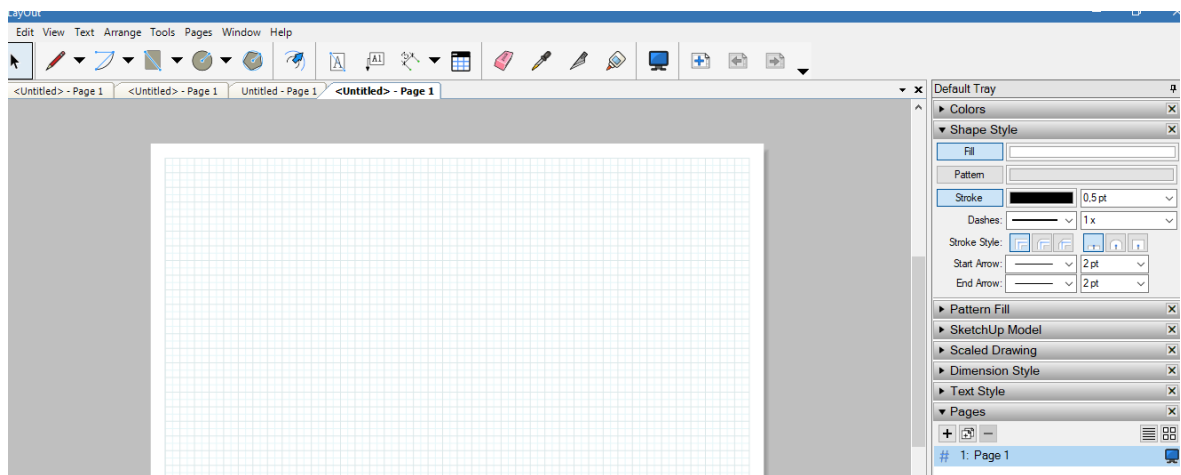 LayOut
Edit View Text Arrange Tools Pages Window Help
A A1
<Untitled> - Page 1 <Untitled> - Page 1 Untitled - Page 1 <Untitled> - Page 1
Default Tray
Colors
Shape Style
Fill
Pattern
Stroke 0,5 pt
Dashes: 1 x
Stroke Style:
Start Arrow: 2 pt
End Arrow: 2 pt
Pattern Fill
SketchUp Model
Scaled Drawing
Dimension Style
Text Style
Pages
# 1: Page 1